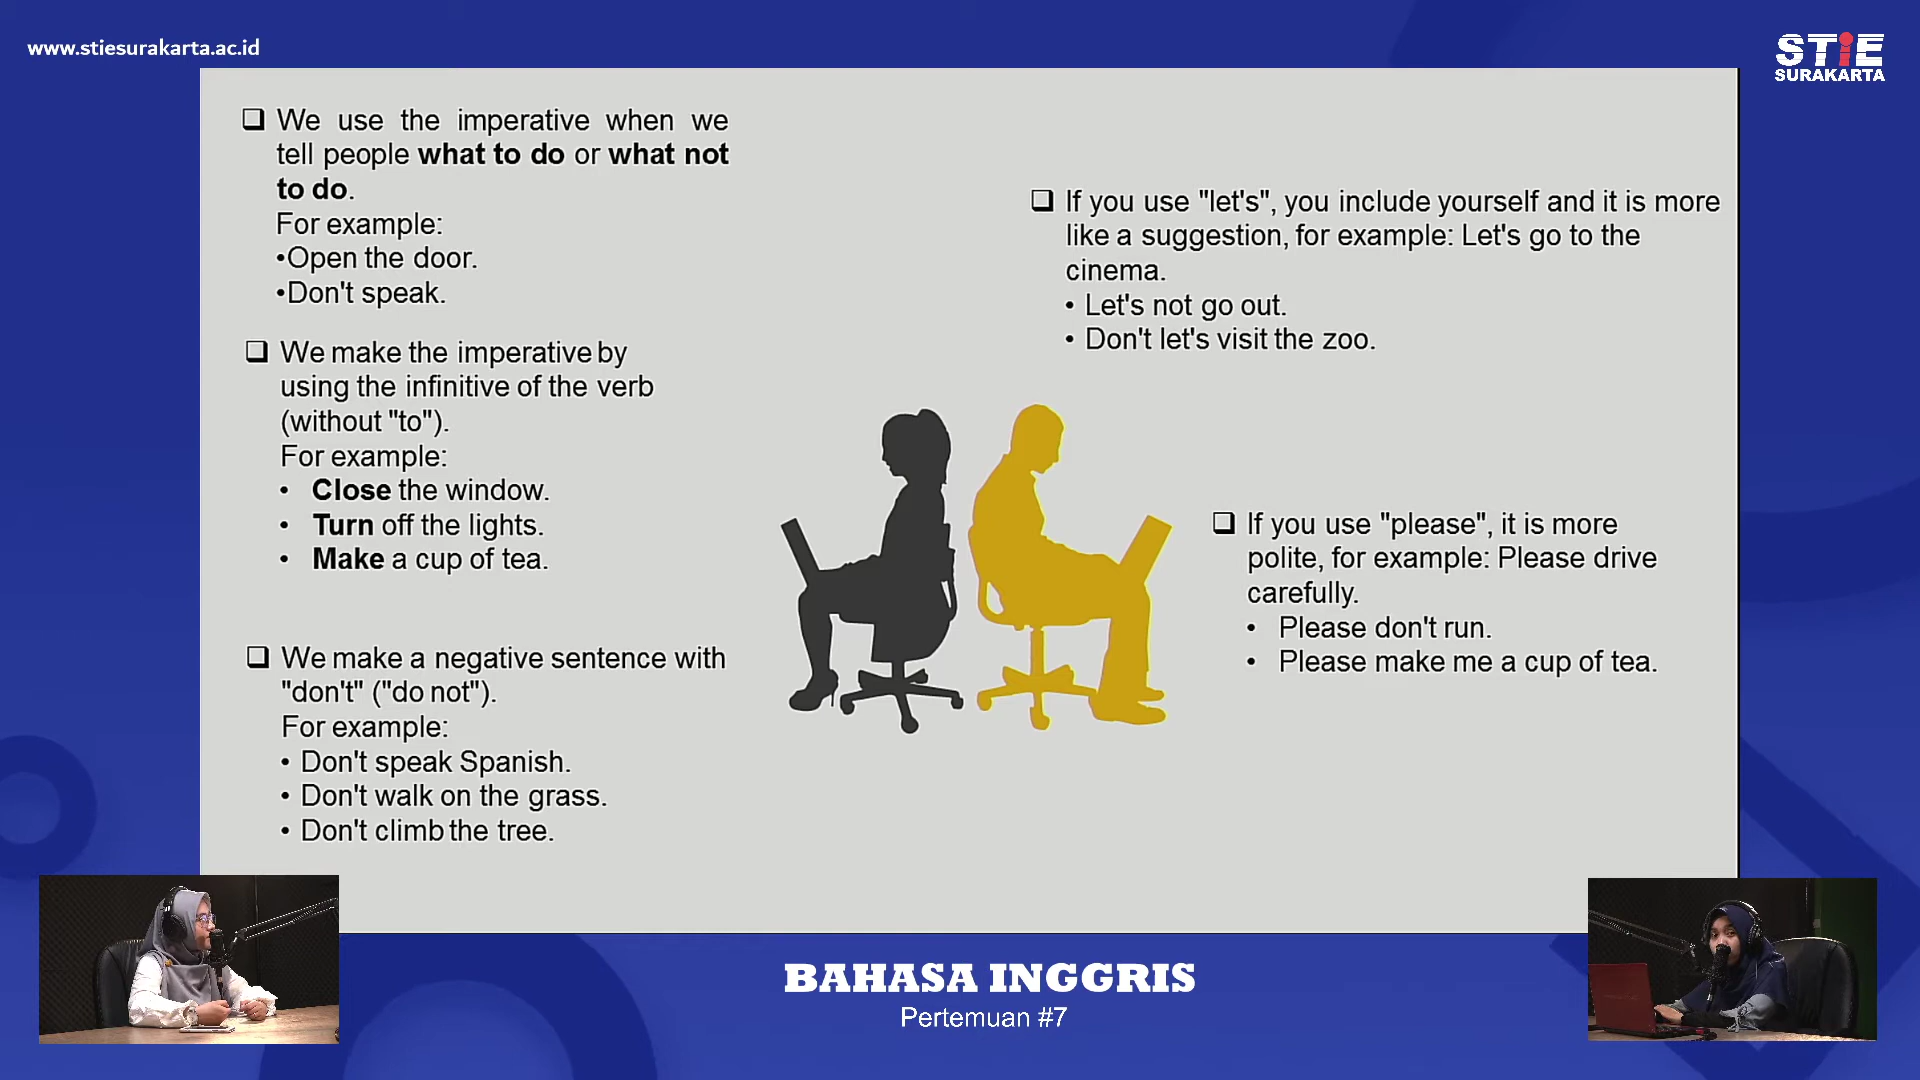 www.stiesurakarta.ac.id
STiE
SURAKARTA
❑ We use the imperative when we
tell people what to do or what not
to do.
For example:
•Open the door.
•Don't speak.
❑ We make the imperative by
using the infinitive of the verb
(without "to").
For example:
• Close the window.
• Turn off the lights.
• Make a cup of tea.
❑ We make a negative sentence with
"don't" ("do not").
For example:
• Don't speak Spanish.
• Don't walk on the grass.
• Don't climb the tree.
❑ If you use "let's", you include yourself and it is more
like a suggestion, for example: Let's go to the
cinema.
• Let's not go out.
• Don't let's visit the zoo.
❑ If you use "please", it is more
polite, for example: Please drive
carefully.
• Please don't run.
• Please make me a cup of tea.
BAHASA INGGRIS
Pertemuan #7